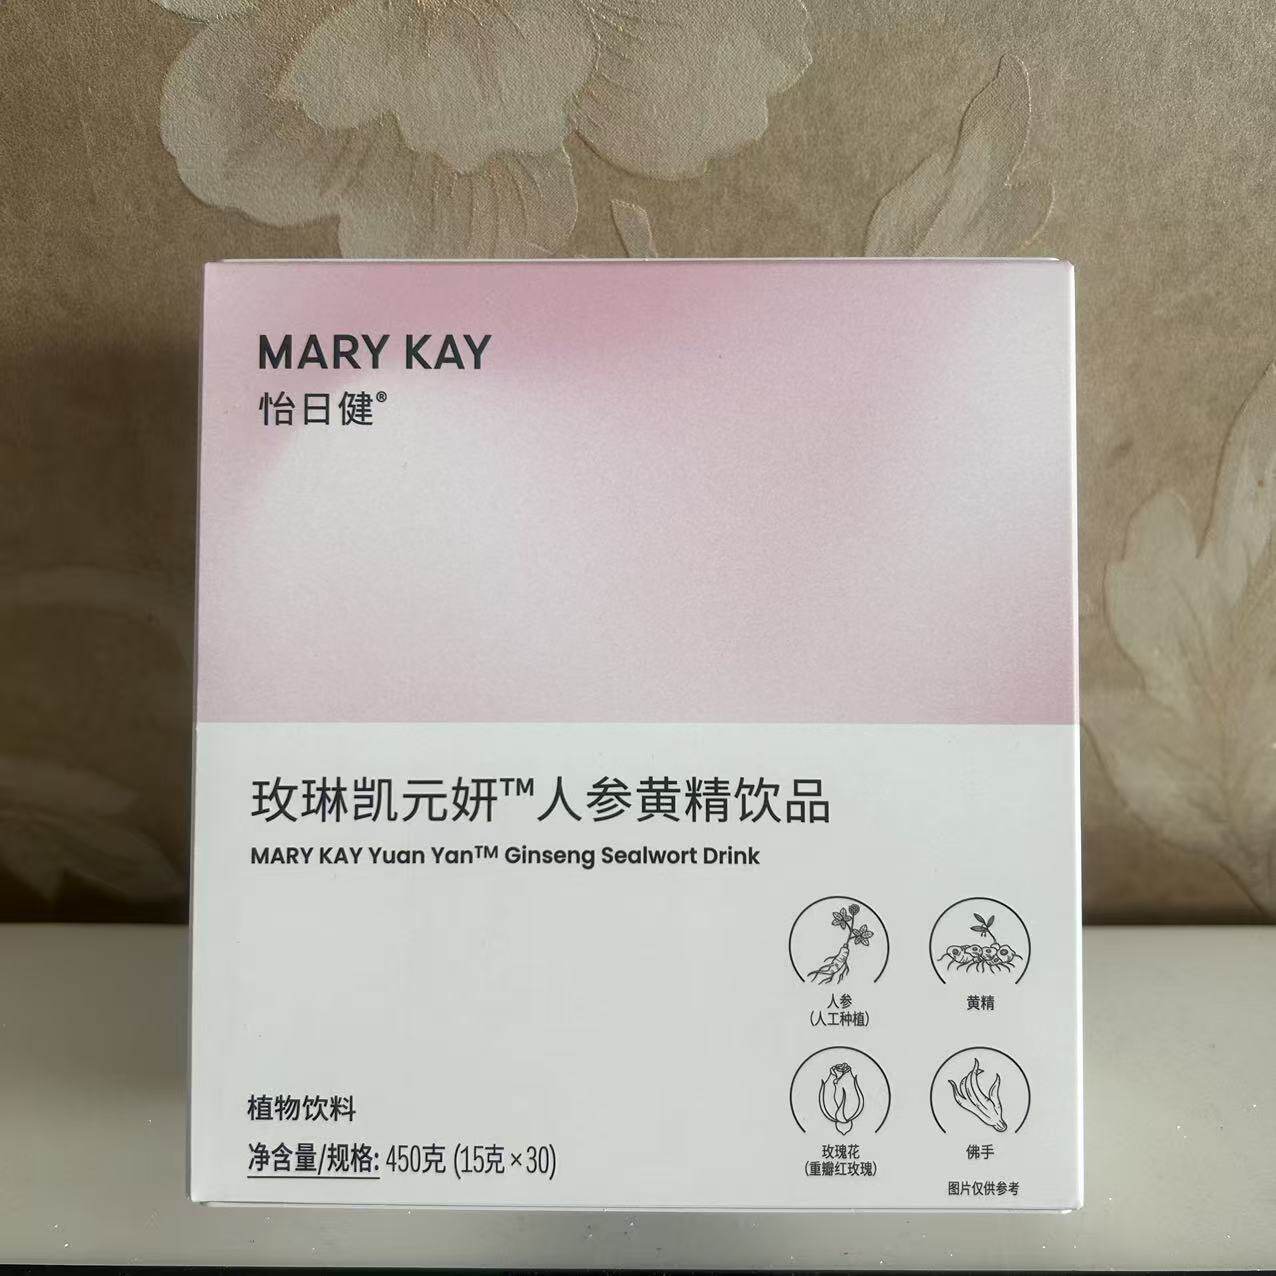 MARY KAY
怡日健®
玫琳凯元妍™人参黄精饮品
MARY KAY Yuan Yan™ Ginseng Sealwort Drink
人参
(人工种植)
黄精
玫瑰花
(重瓣红玫瑰)
佛手
图片仅供参考
植物饮料
净含量/规格: 450克 (15克×30)